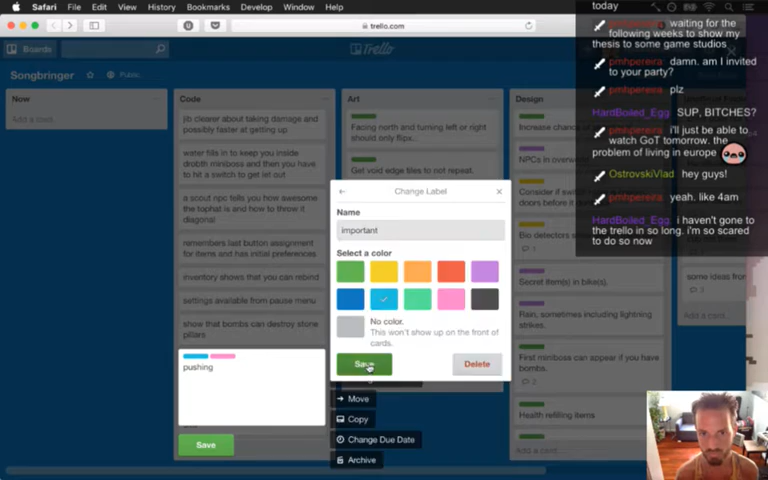 Safari File Edit View History Bookmarks Develop Window Help
trello.com
Boards
Trello
Songbringer
Public
Now
Add a card...
Code
jib clearer about taking damage and
possibly faster at getting up
water fills in to keep you inside
drobth miniboss and then you have
to hit a switch to get let out
a scout npc tells you how awesome
the tophat is and how to throw it
diagonal
remembers last button assignment
for items and has initial preferences
inventory shows that you can rebind
settings available from pause menu
show that bombs can destroy stone
pillars
pushing
Save
Art
Facing north and turning left or right
should only flipx.
Get void edge tiles to not repeat.
Change Label
Name
important
Select a color
No color.
This won't show up on the front of
cards.
Save
Delete
Move
Copy
Change Due Date
Archive
Design
Increase chance
NPCs in overwo
Consider if
doors before
Bio detectors
1
Secret item(s) in bike(s).
Rain, sometimes including lightning
strikes.
First miniboss can appear if you have
bombs.
2
Health refilling items
Add a card...
some ideas from
3
Add a card...
today
pmhpereira: waiting for the
following weeks to show my
thesis to some game studios
pmhpereira: damn. am I invited
to your party?
pmhpereira: plz
HardBoiled_Egg: SUP, BITCHES?
pmhpereira: i'll just be able to
watch GoT tomorrow. the
problem of living in europe
OstrovskiVlad: hey guys!
pmhpereira: yeah. like 4am
HardBoiled_Egg: i haven't gone to
the trello in so long. i'm so scared
to do so now